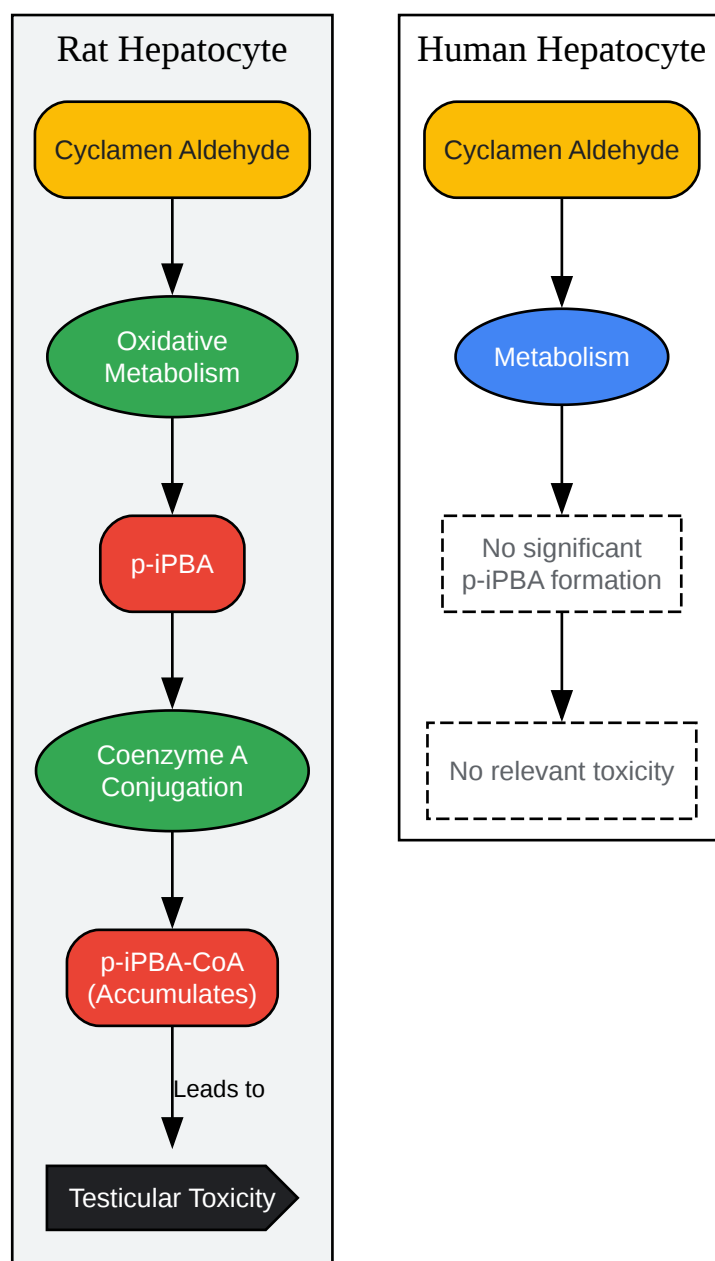 Rat Hepatocyte
Cyclamen Aldehyde
Oxidative
Metabolism
p-iPBA
Coenzyme A
Conjugation
p-iPBA-CoA
(Accumulates)
Leads to
Testicular Toxicity
Human Hepatocyte
Cyclamen Aldehyde
Metabolism
No significant
p-iPBA formation
No relevant toxicity